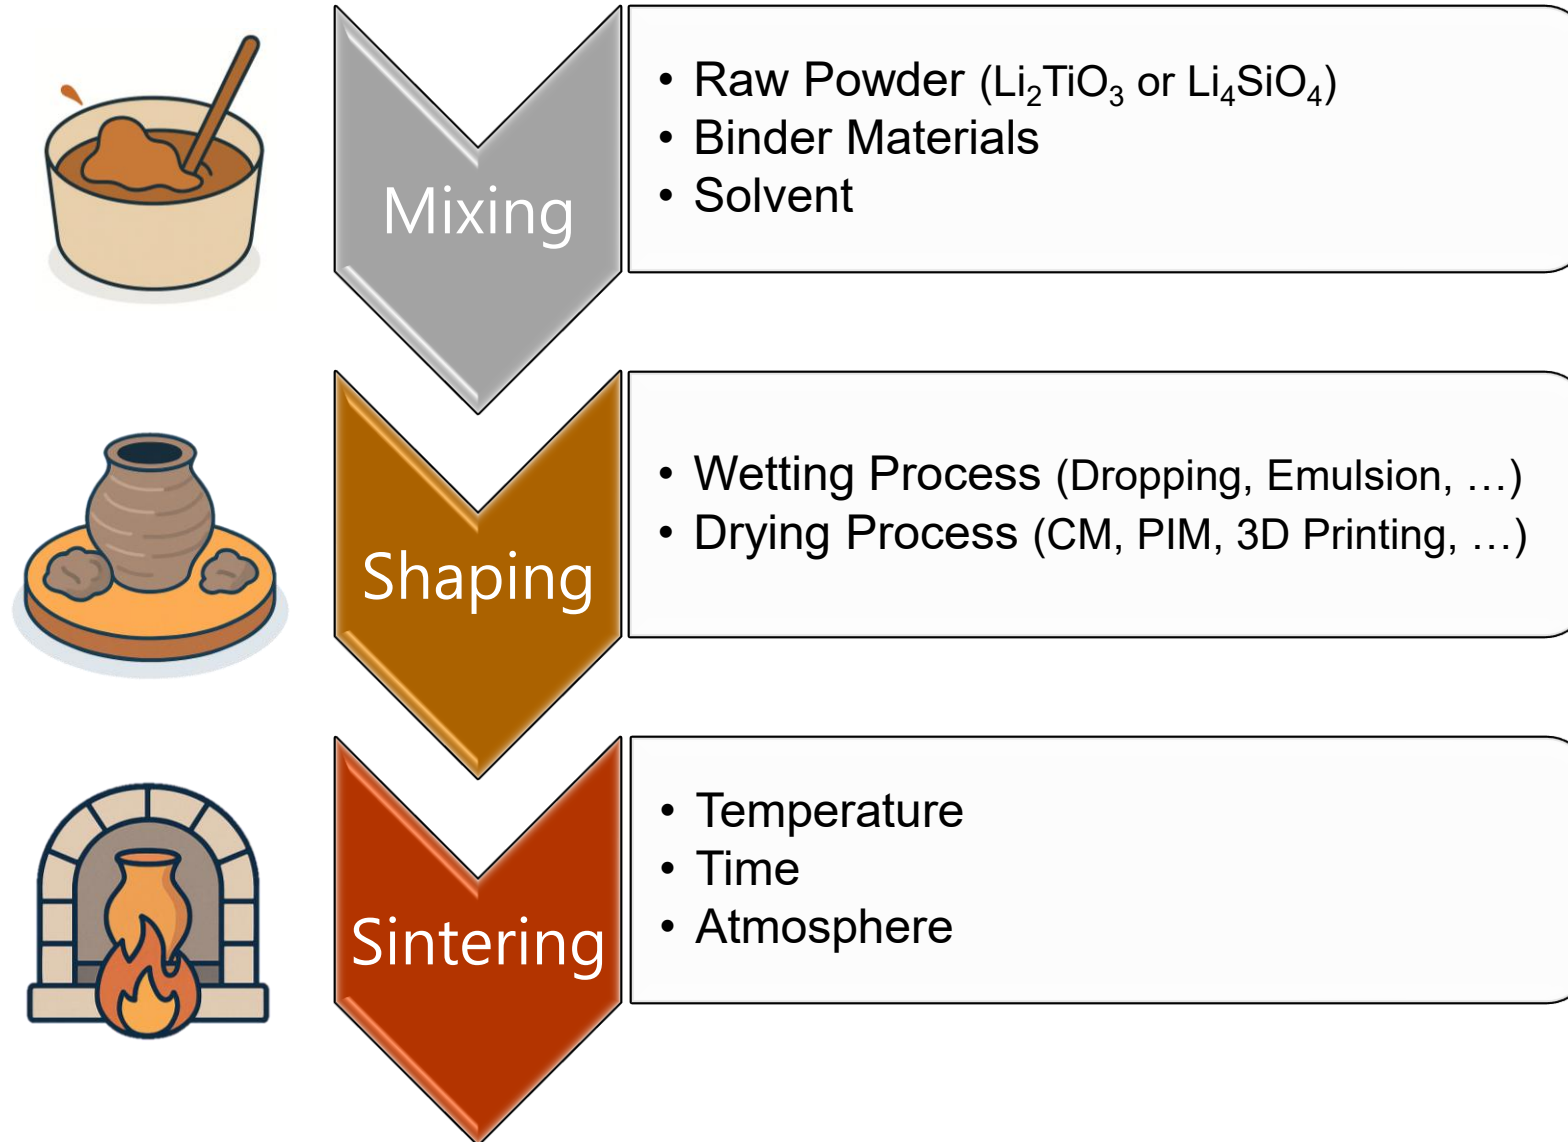 Mixing
• Raw Powder (Li₂TiO₃ or Li₄SiO₄)
• Binder Materials
• Solvent
Shaping
• Wetting Process (Dropping, Emulsion, …)
• Drying Process (CM, PIM, 3D Printing, …)
Sintering
• Temperature
• Time
• Atmosphere